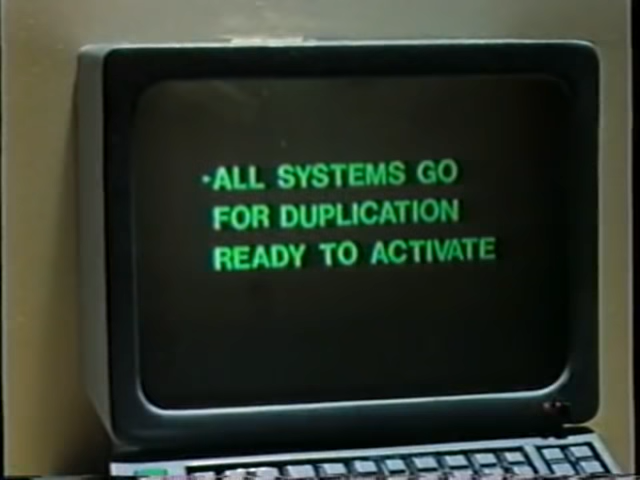 ALL SYSTEMS GO
FOR DUPLICATION
READY TO ACTIVATE